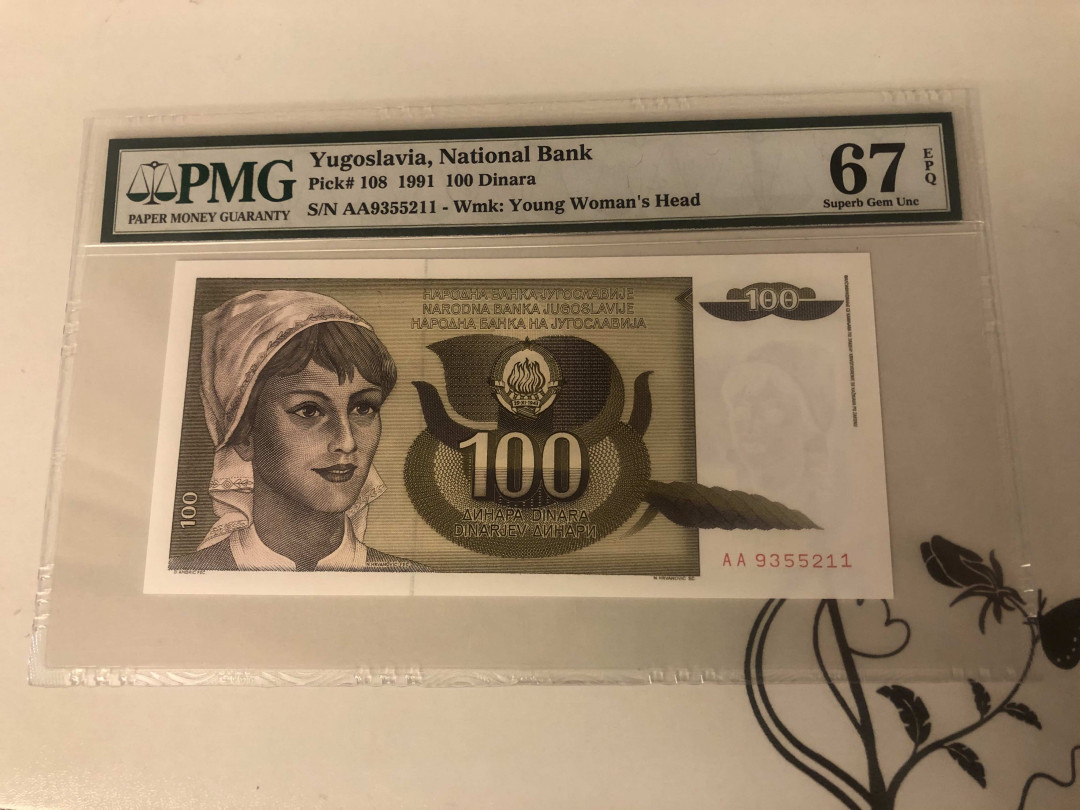 PMG
PAPER MONEY GUARANTY
Yugoslavia, National Bank
Pick# 108 1991 100 Dinara
S/N AA9355211 - Wmk: Young Woman's Head
67
EPQ
Superb Gem Unc
НАРОДНА БАНКА ЈУГОСЛАВИЈЕ
NARODNA BANKA JUGOSLAVIJE
НАРОДНА БАНКА НА ЈУГОСЛАВИЈА
100
100
ДИНАРА DINARA
DINARJEV ДИНАРИ
100
AA 9355211